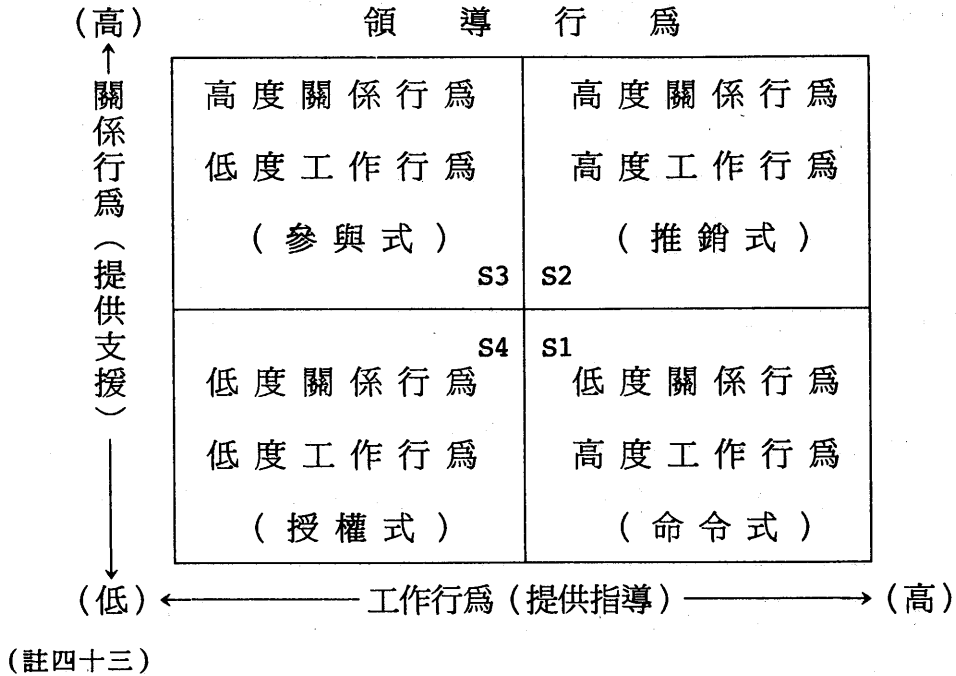 (高) 領導行爲
關係行爲(提供支援)
高度關係行爲
低度工作行爲
(參與式)
S3
高度關係行爲
高度工作行爲
(推銷式)
S2
S4
低度關係行爲
低度工作行爲
(授權式)
S1
低度關係行爲
高度工作行爲
(命令式)
(低) 工作行爲(提供指導) (高)
(註四十三)